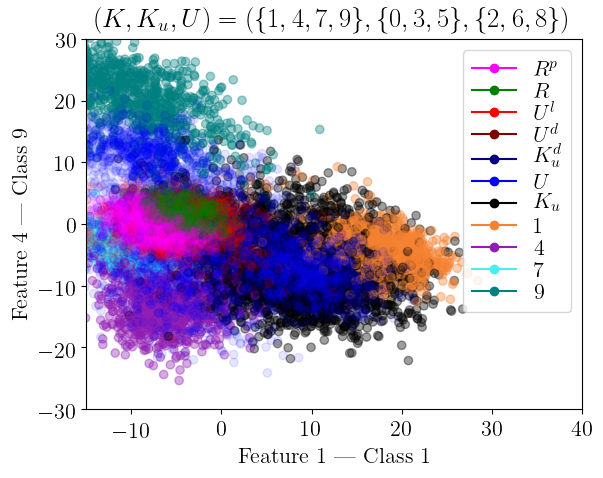 (K, K_u, U) = ({1, 4, 7, 9}, {0, 3, 5}, {2, 6, 8})
30
20
10
0
−10
−20
−30
Feature 4 — Class 9
R^p
R
U^l
U^d
K_u^d
U
K_u
1
4
7
9
−10
0
10
20
30
40
Feature 1 — Class 1